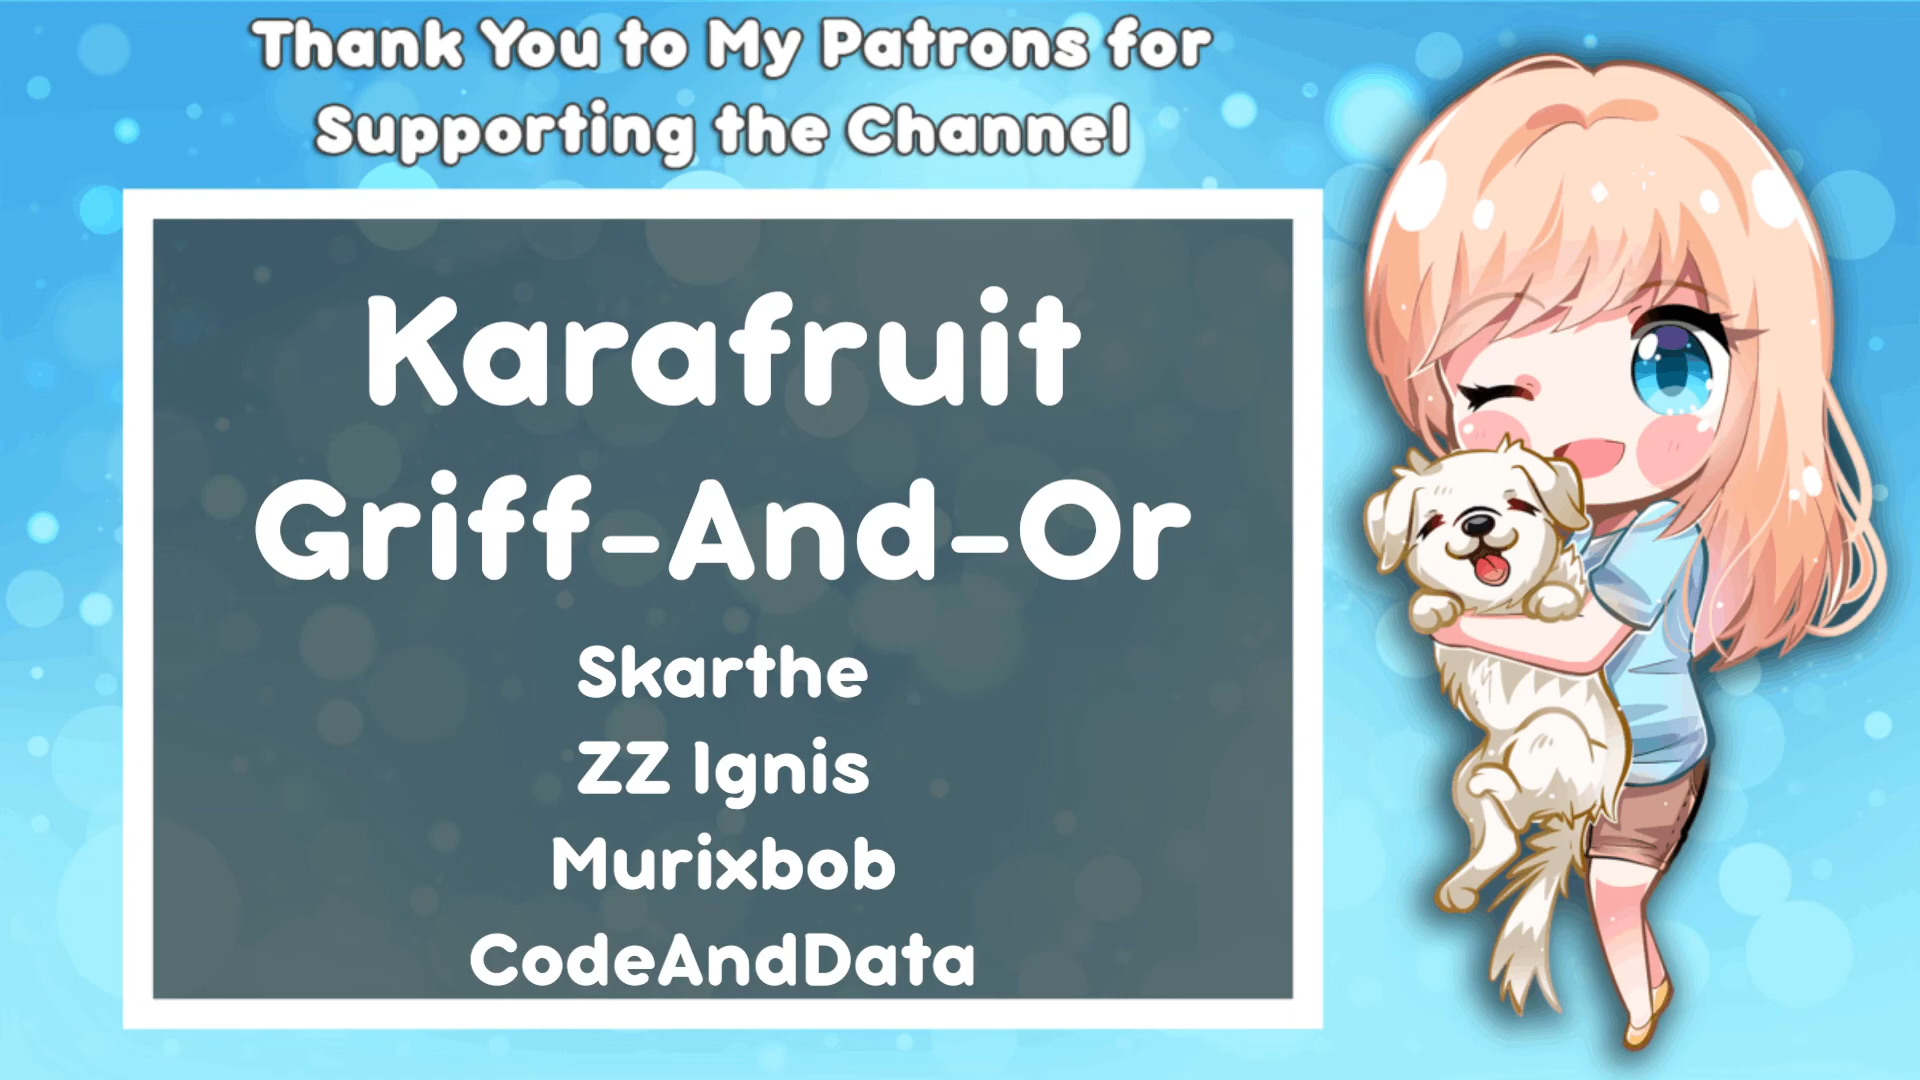 Thank You to My Patrons for
Supporting the Channel
Karafruit
Griff-And-Or
Skarthe
ZZ Ignis
Murixbob
CodeAndData